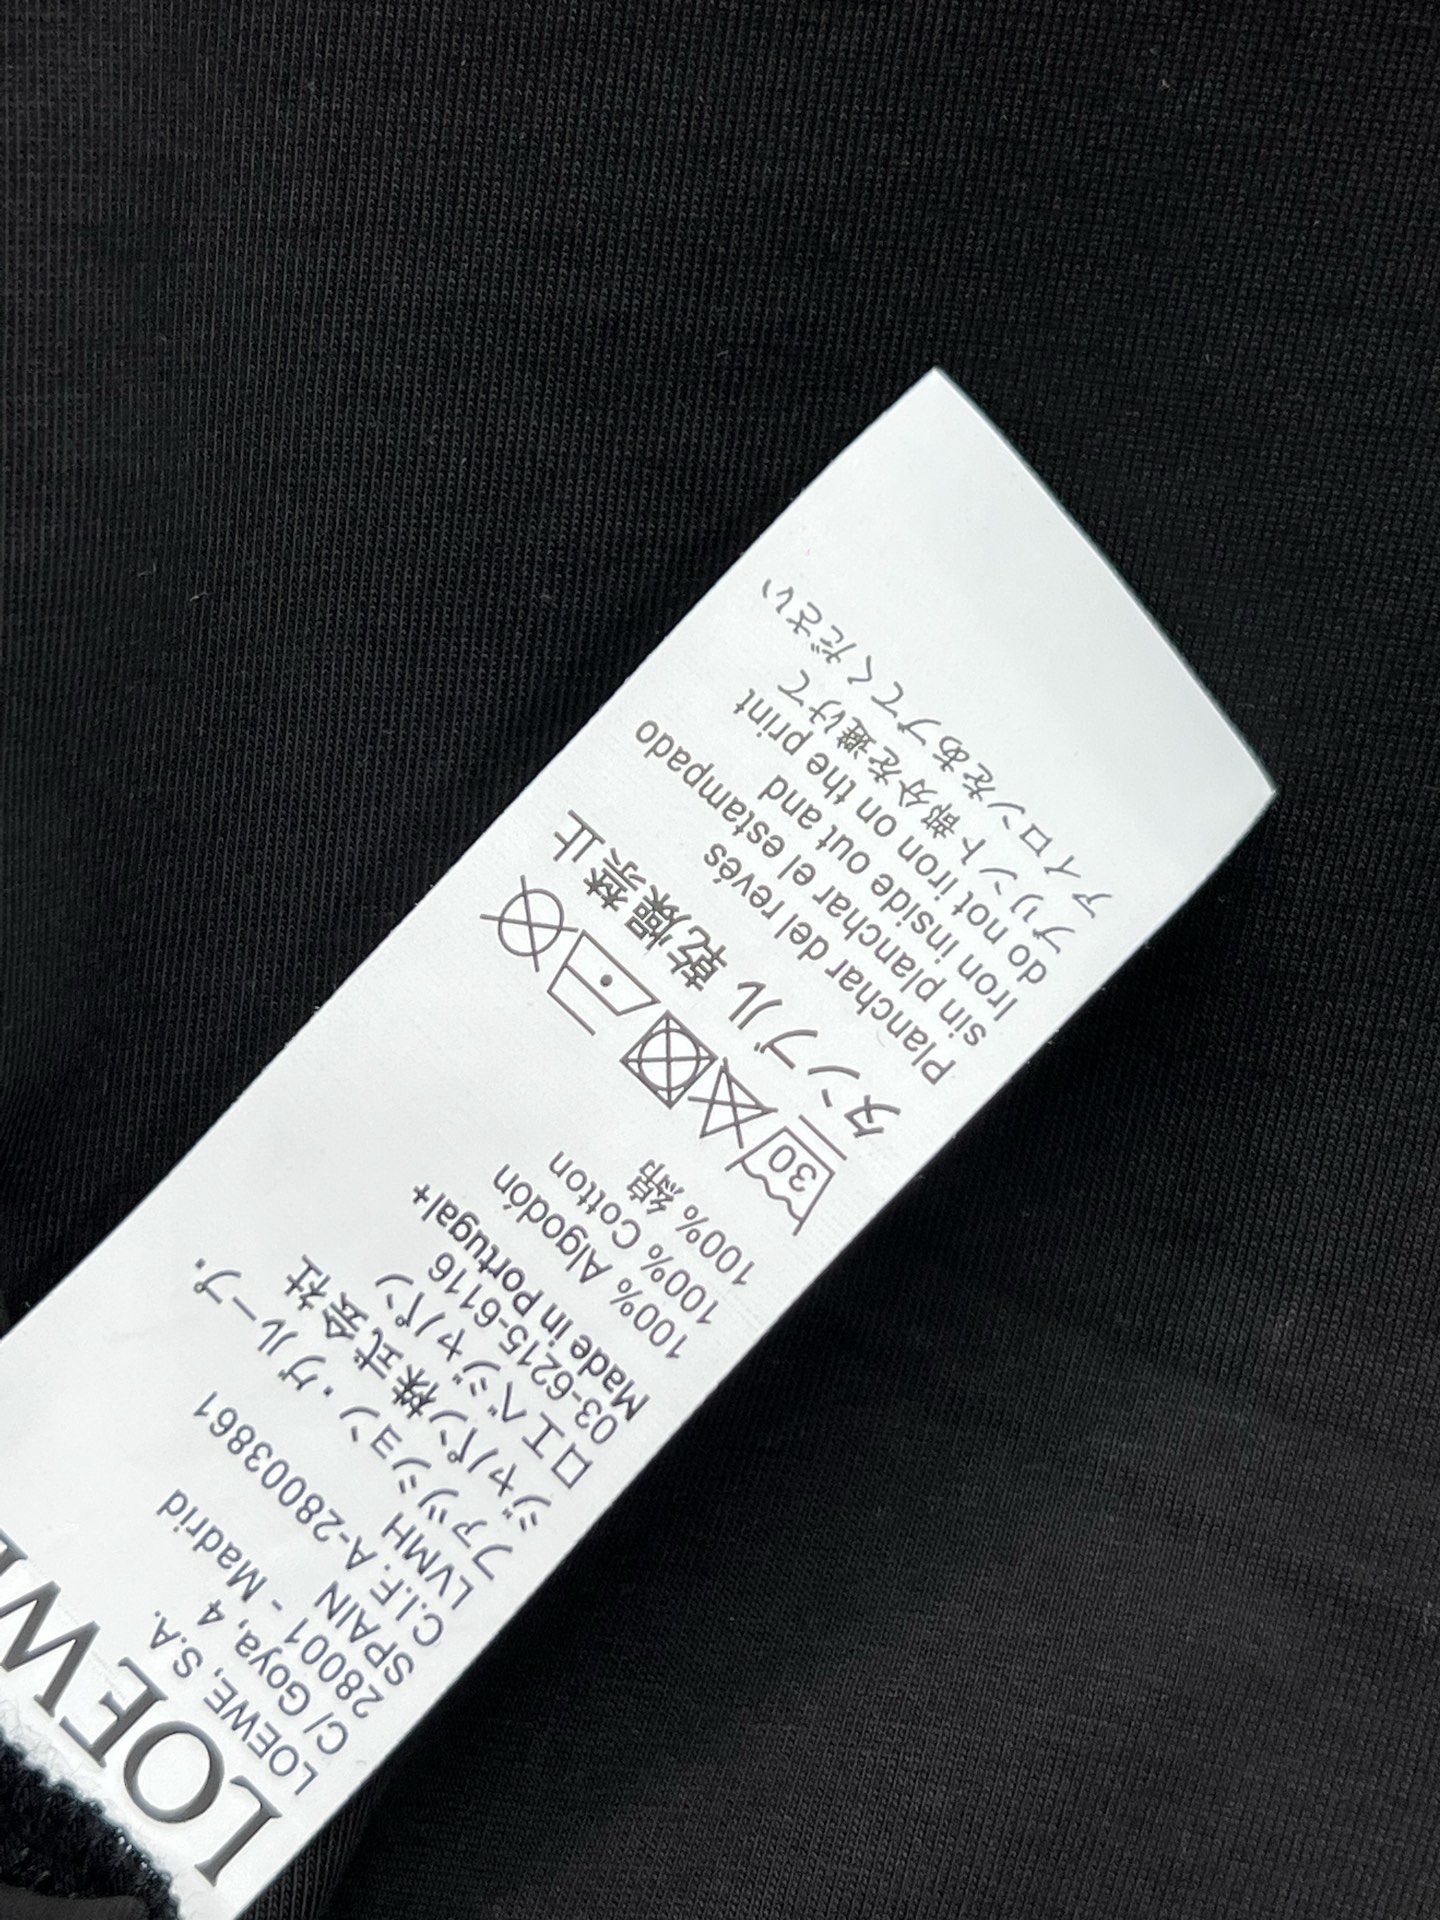 LOEWE
LOEWE, S.A.
C/ Goya, 4
28001 - Madrid
SPAIN
C.I.F. A-280003861
LVMH
ファッション・グループ.
ジャパン株式会社
ロエベジャパン
03-6215-6116
Made in Portugal+
100% Algodón
100% Cotton
100% 綿
30
タンブル 乾燥禁止
Planchar del revés
sin planchar el estampado
Iron inside out and
do not iron on the print
プリント部分を避けて
アイロンをあブてください